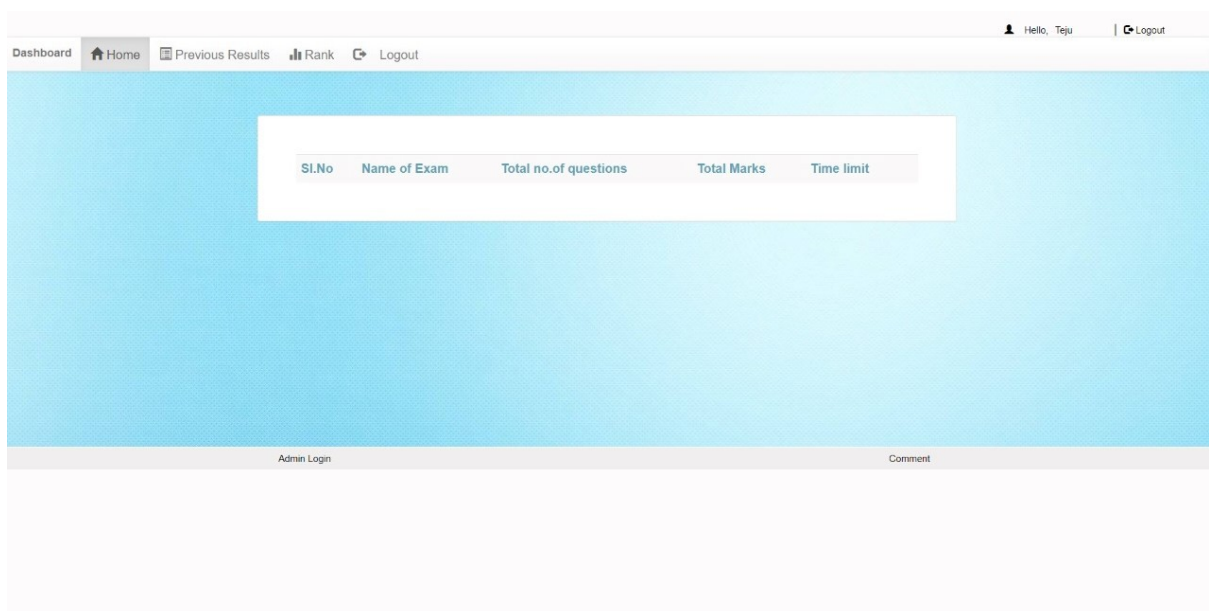 Hello, Teju | Logout
Dashboard Home Previous Results Rank Logout
Sl.No Name of Exam Total no.of questions Total Marks Time limit
Admin Login Comment